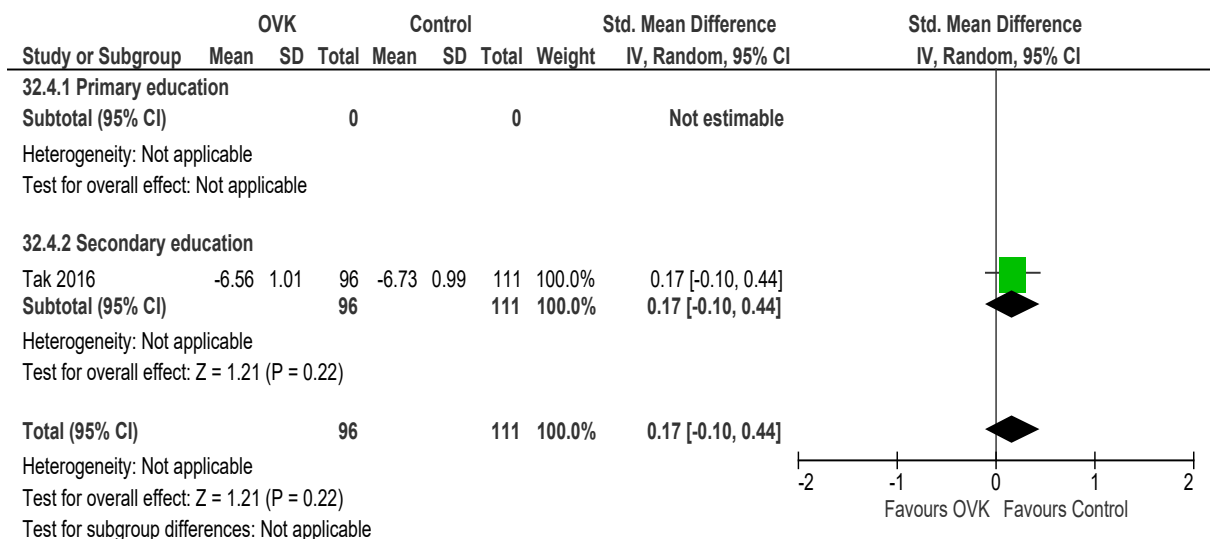 OVK Control Std. Mean Difference Std. Mean Difference
Study or Subgroup Mean SD Total Mean SD Total Weight IV, Random, 95% CI IV, Random, 95% CI
32.4.1 Primary education
Subtotal (95% CI) 0 0 Not estimable
Heterogeneity: Not applicable
Test for overall effect: Not applicable
32.4.2 Secondary education
Tak 2016 -6.56 1.01 96 -6.73 0.99 111 100.0% 0.17 [-0.10, 0.44]
Subtotal (95% CI) 96 111 100.0% 0.17 [-0.10, 0.44]
Heterogeneity: Not applicable
Test for overall effect: Z = 1.21 (P = 0.22)
Total (95% CI) 96 111 100.0% 0.17 [-0.10, 0.44]
Heterogeneity: Not applicable
Test for overall effect: Z = 1.21 (P = 0.22)
Test for subgroup differences: Not applicable
-2 -1 0 1 2
Favours OVK Favours Control